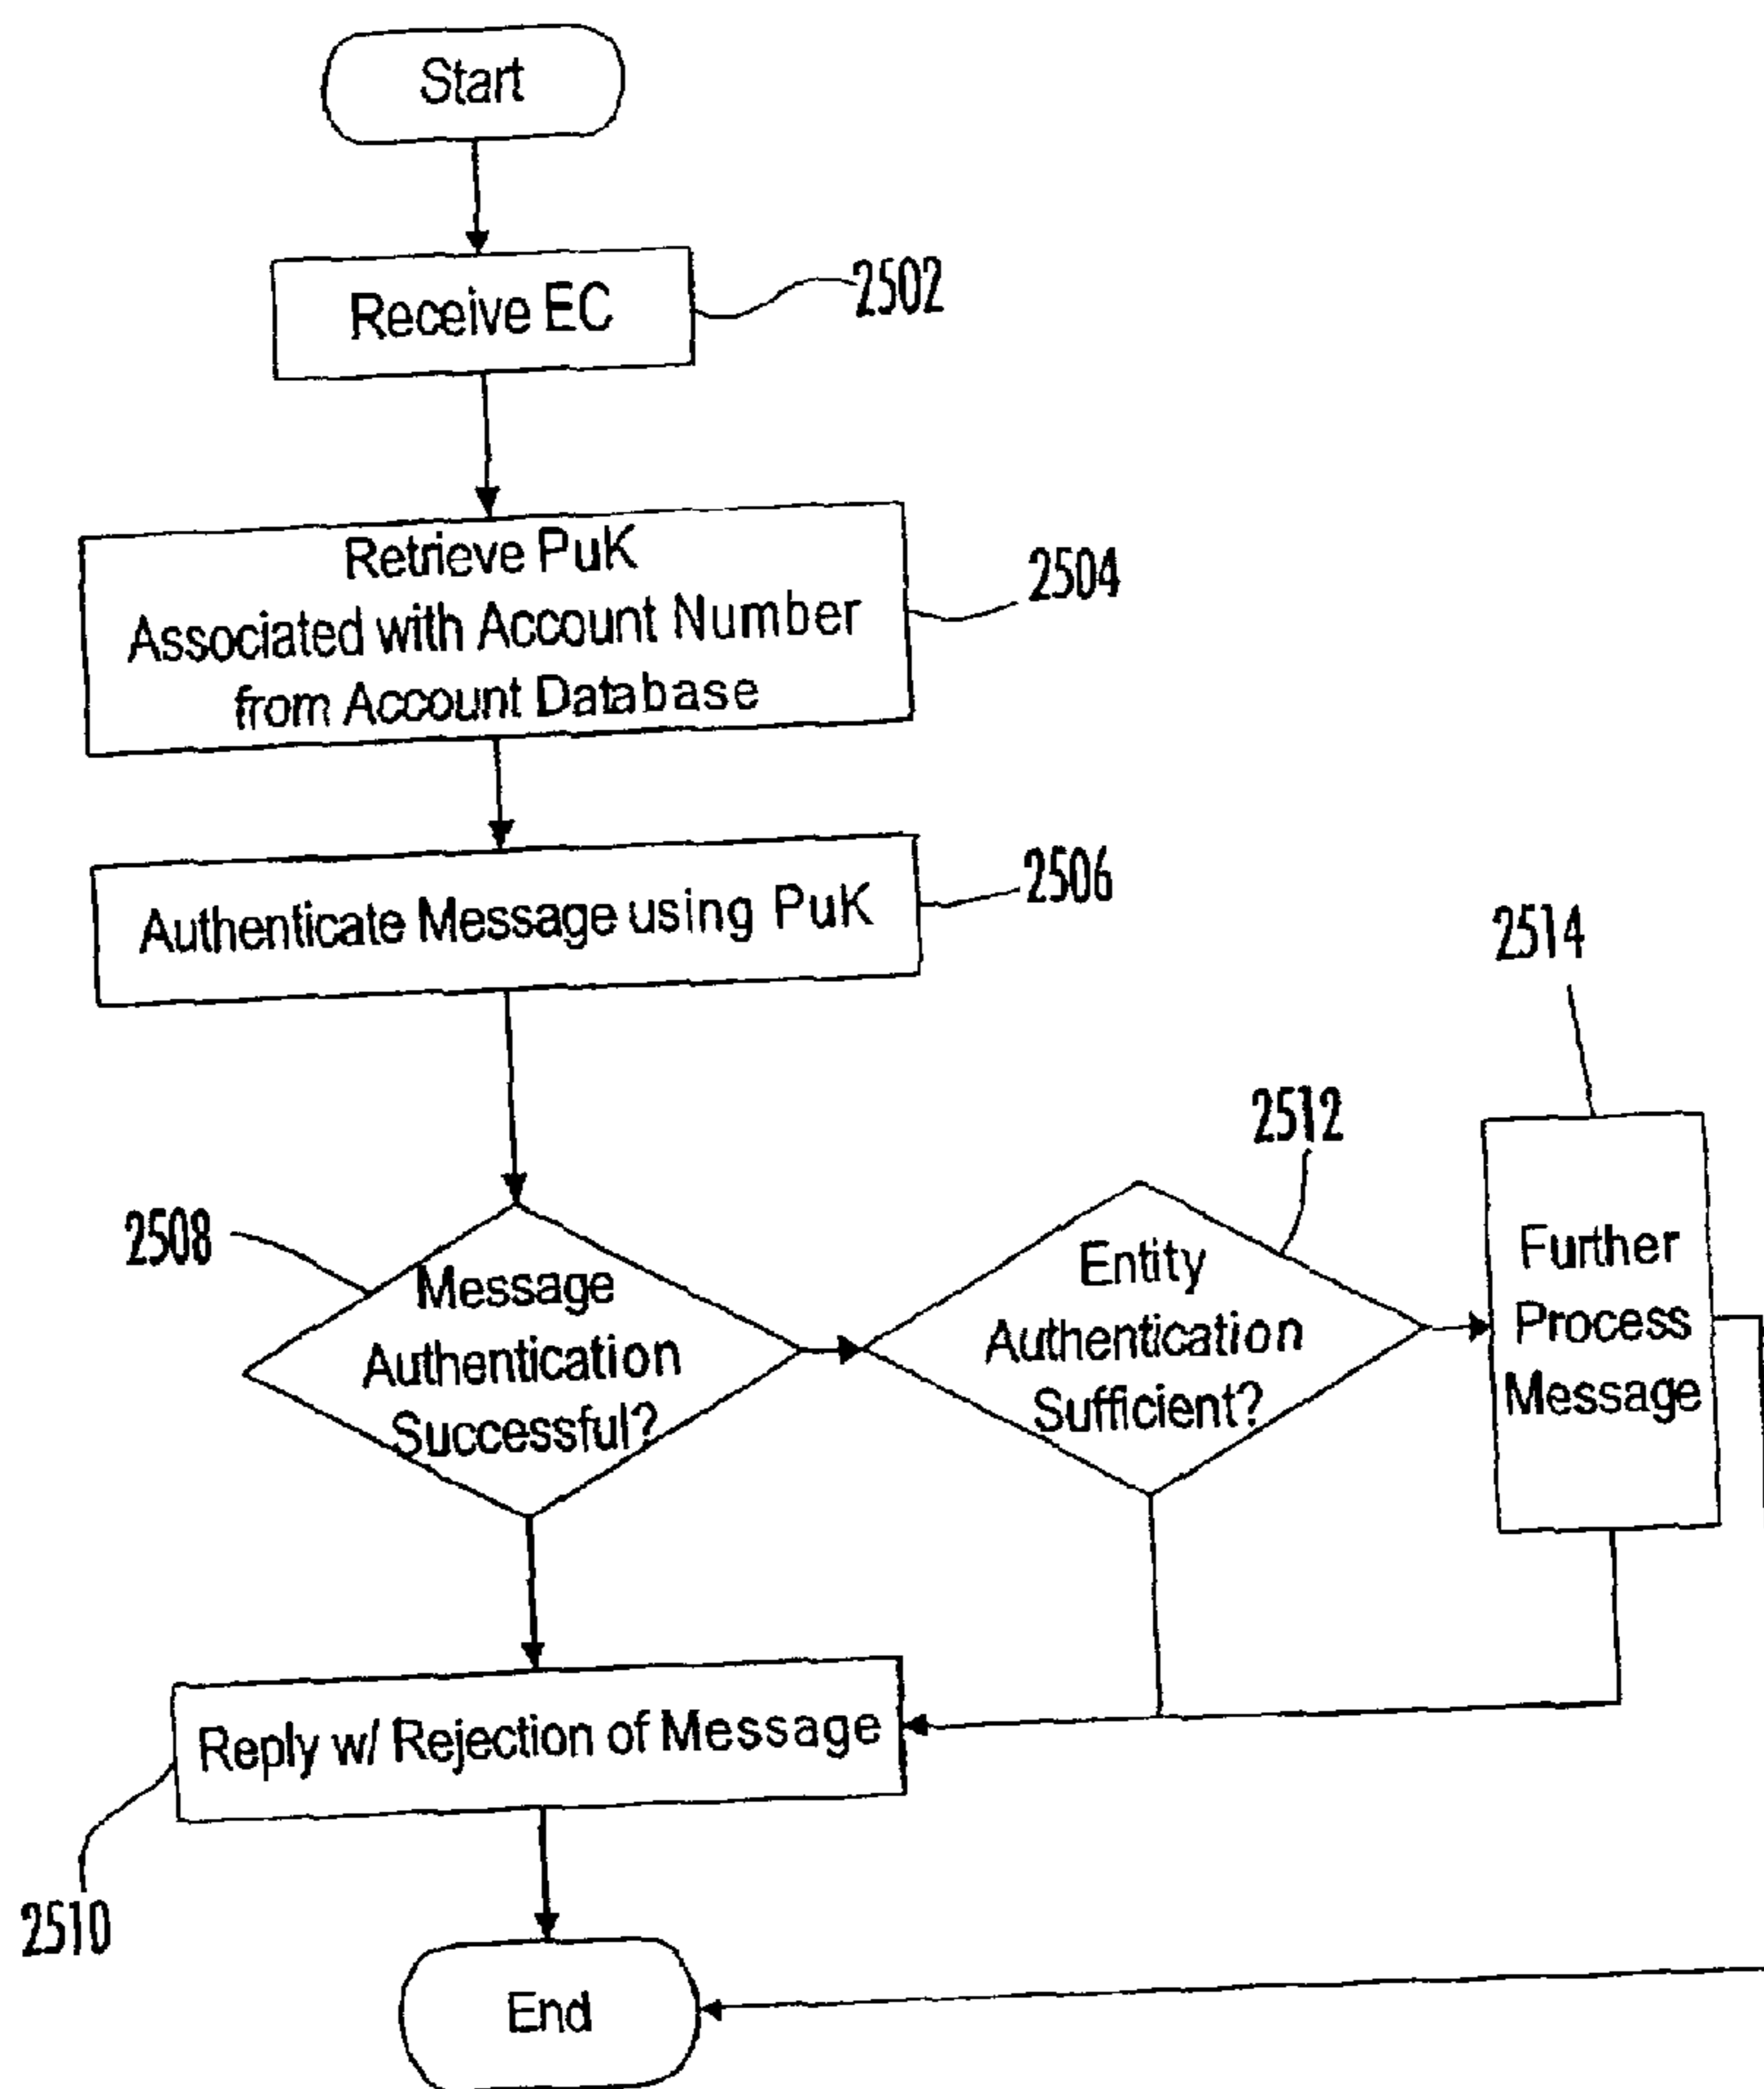 Start
Receive EC
2502
Retrieve PuK
Associated with Account Number
from Account Database
2504
Authenticate Message using PuK
2506
2514
2512
2508
Message
Authentication
Successful?
Entity
Authentication
Sufficient?
Further
Process
Message
Reply w/ Rejection of Message
2510
End